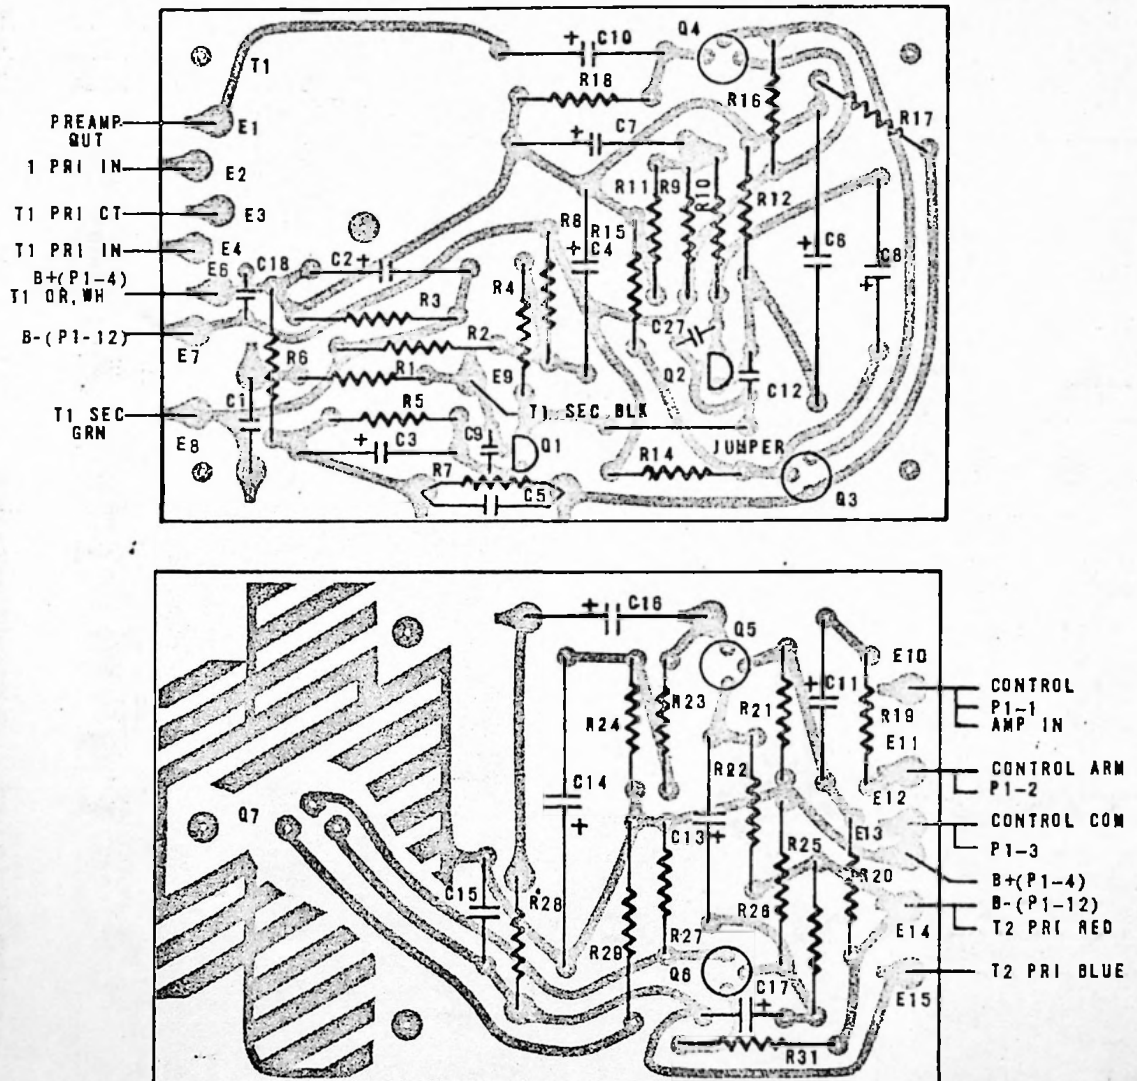 C10
Q4
T1
R18
R16
R17
PREAMP
OUT
E1
C7
1 PRI IN
E2
R11
R9
R10
R12
T1 PRI CT
E3
R8
R15
C4
C6
C8
T1 PRI IN
E4
B+(P1-4)
E6
C18
C2
T1 OR, WH
R3
R4
B-(P1-12)
E7
R6
R2
C27
R1
E9
Q2
C12
T1 SEC
GRN
C1
R5
T1 SEC BLK
E8
C3
C9
Q1
JUMPER
R7
R14
C5
Q3
C16
Q5
E10
CONTROL
P1-1
AMP IN
R24
R23
R21
C11
R19
E11
R22
CONTROL ARM
P1-2
C14
E12
Q7
C13
E13
CONTROL COM
P1-3
R25
R20
B+(P1-4)
C15
R28
R26
B-(P1-12)
T2 PRI RED
E14
R29
R27
Q6
C17
T2 PRI BLUE
E15
R31